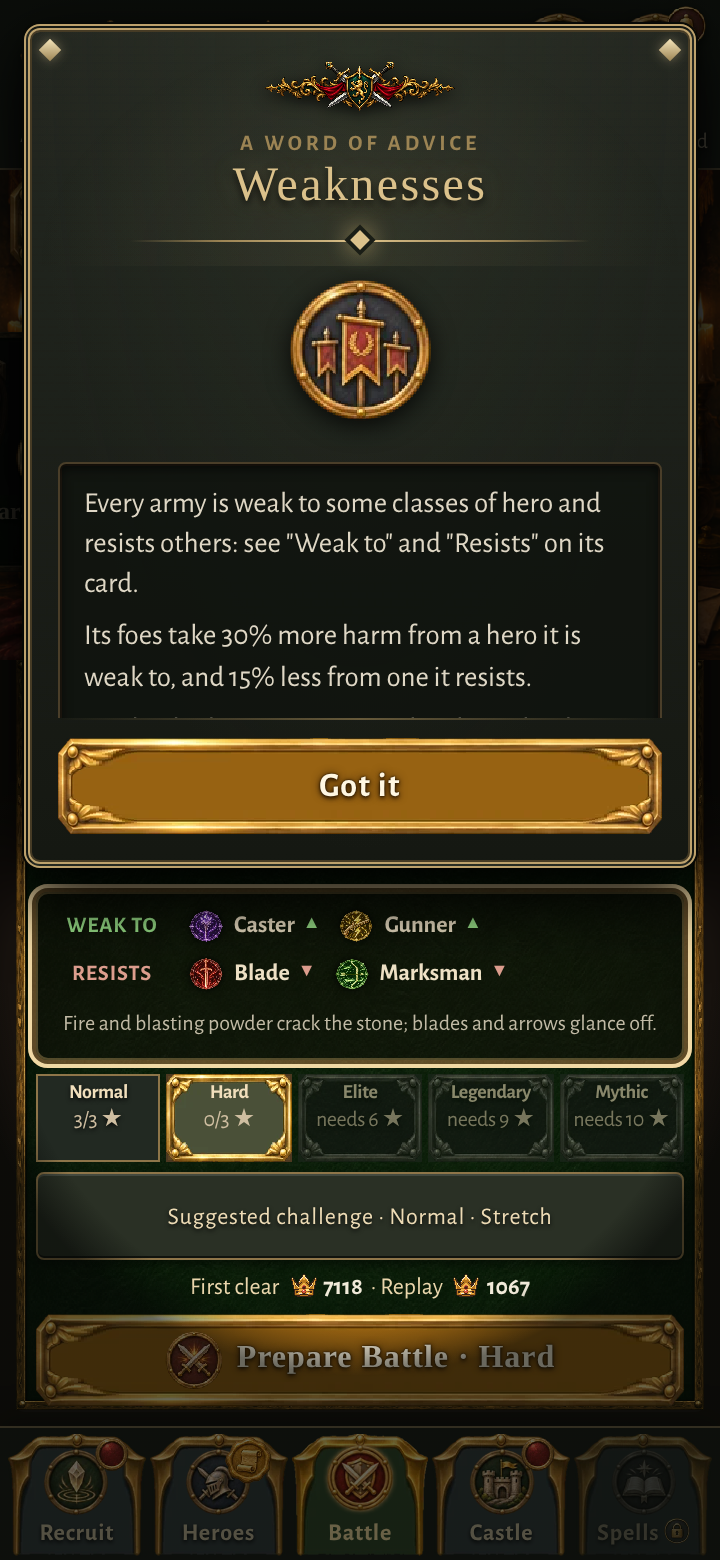 A WORD OF ADVICE
Weaknesses
Every army is weak to some classes of hero and
resists others: see "Weak to" and "Resists" on its
card.
Its foes take 30% more harm from a hero it is
weak to, and 15% less from one it resists.
Got it
WEAK TO Caster ▲ Gunner ▲
RESISTS Blade ▼ Marksman ▼
Fire and blasting powder crack the stone; blades and arrows glance off.
Normal Hard Elite Legendary Mythic
3/3 ★ 0/3 ★ needs 6 ★ needs 9 ★ needs 10 ★
Suggested challenge · Normal · Stretch
First clear 7118 · Replay 1067
Prepare Battle · Hard
Recruit Heroes Battle Castle Spells